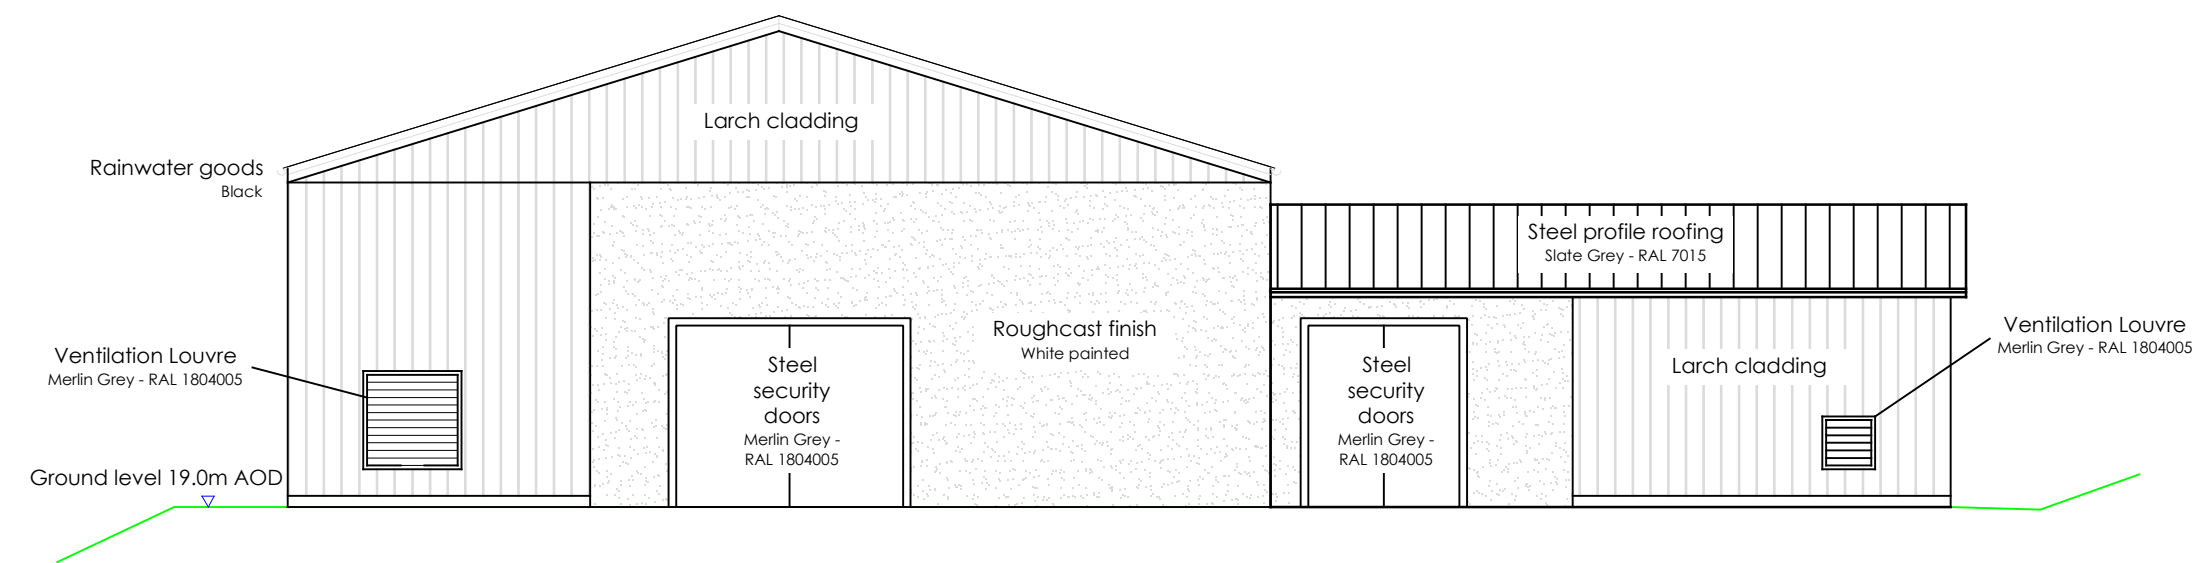 Larch cladding
Rainwater goods
Black
Steel profile roofing
Slate Grey - RAL 7015
Roughcast finish
White painted
Ventilation Louvre
Merlin Grey - RAL 1804005
Ventilation Louvre
Merlin Grey - RAL 1804005
Steel
security
doors
Merlin Grey -
RAL 1804005
Steel
security
doors
Merlin Grey -
RAL 1804005
Larch cladding
Ground level 19.0m AOD